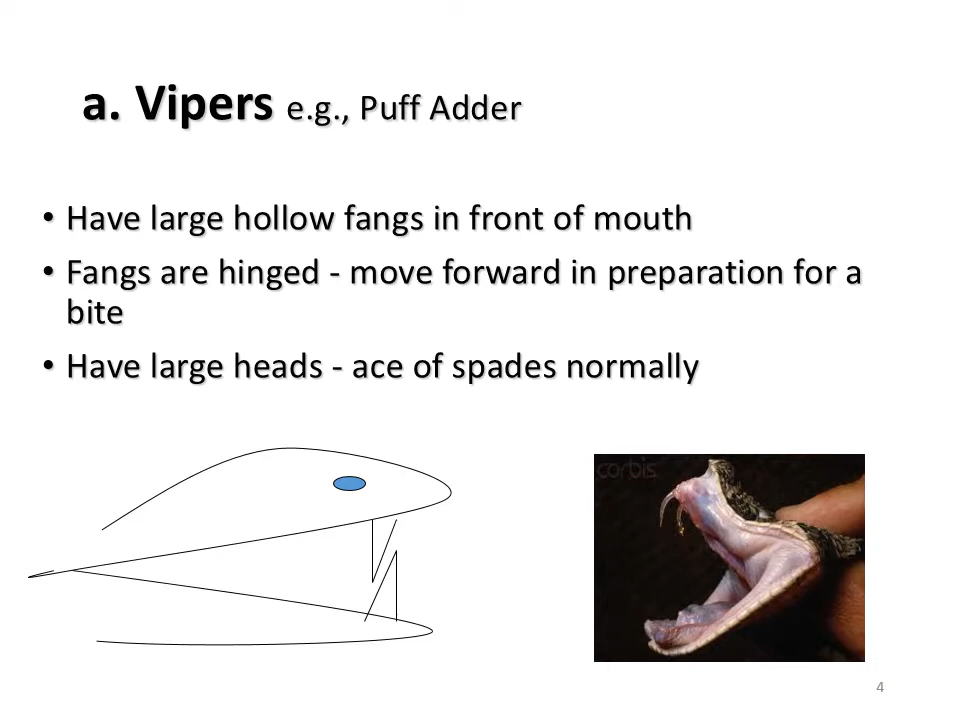 a. Vipers e.g., Puff Adder
• Have large hollow fangs in front of mouth
• Fangs are hinged - move forward in preparation for a
bite
• Have large heads - ace of spades normally
corbis
4